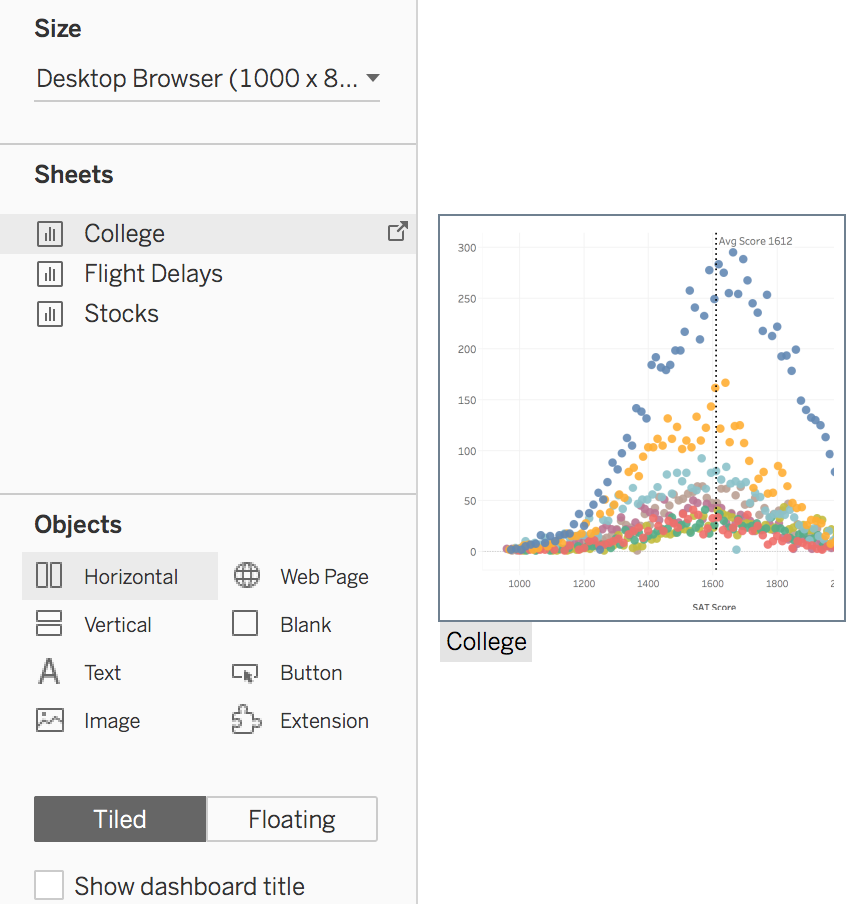 Size
Desktop Browser (1000 x 8...
Sheets
College
Flight Delays
Stocks
Objects
Horizontal
Web Page
Vertical
Blank
Text
Button
Image
Extension
Tiled
Floating
Show dashboard title
Avg Score 1612
300
250
200
150
100
50
0
1000 1200 1400 1600 1800 2
SAT Score
College